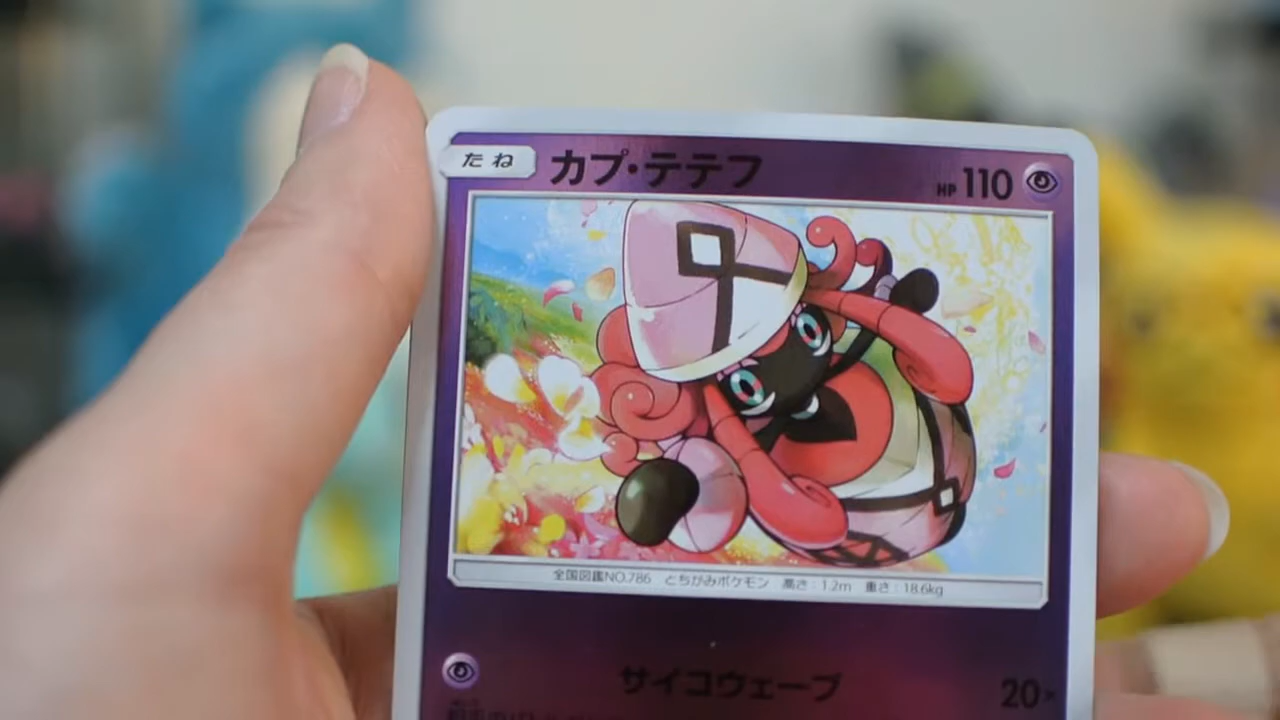 たね カプ・テテフ HP 110
全国図鑑NO.786 とちがみポケモン 高さ:1.2m 重さ:18.6kg
サイコウェーブ 20×